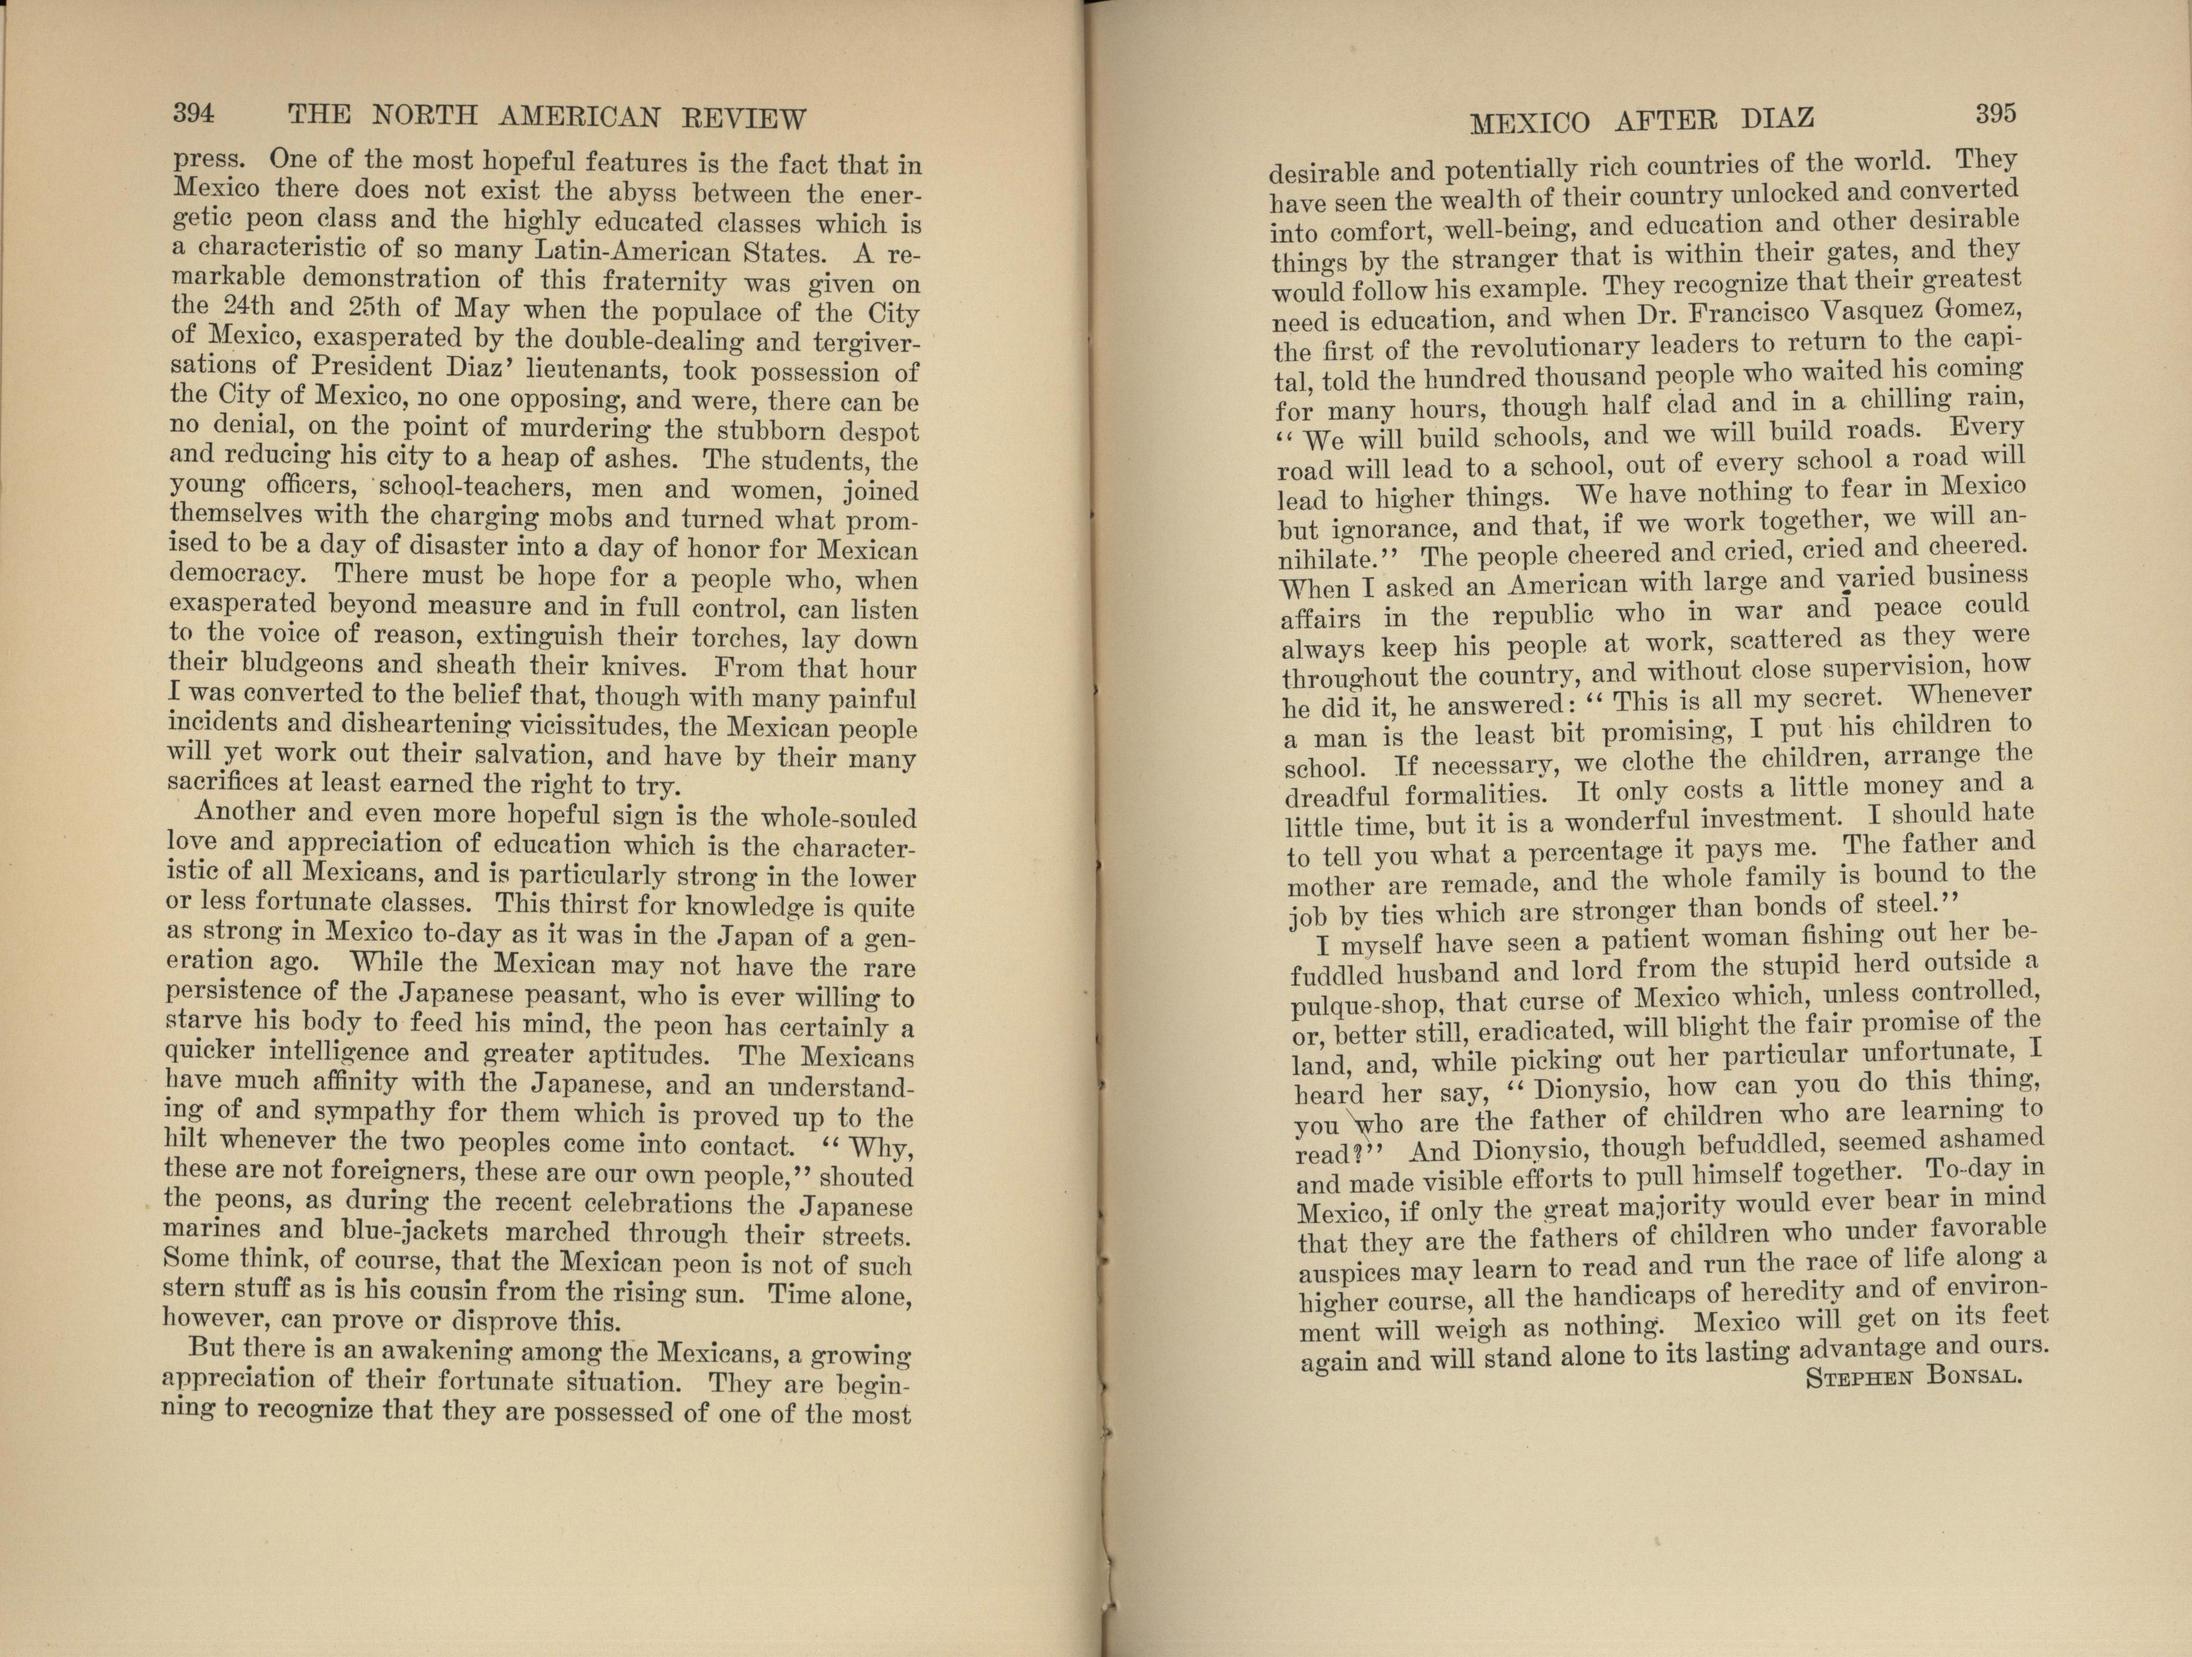 394 THE NORTH AMERICAN REVIEW
press. One of the most hopeful features is the fact that in
Mexico there does not exist the abyss between the ener-
getic peon class and the highly educated classes which is
a characteristic of so many Latin-American States. A re-
markable demonstration of this fraternity was given on
the 24th and 25th of May when the populace of the City
of Mexico, exasperated by the double-dealing and tergiver-
sations of President Diaz' lieutenants, took possession of
the City of Mexico, no one opposing, and were, there can be
no denial, on the point of murdering the stubborn despot
and reducing his city to a heap of ashes. The students, the
young officers, school-teachers, men and women, joined
themselves with the charging mobs and turned what prom-
ised to be a day of disaster into a day of honor for Mexican
democracy. There must be hope for a people who, when
exasperated beyond measure and in full control, can listen
to the voice of reason, extinguish their torches, lay down
their bludgeons and sheath their knives. From that hour
I was converted to the belief that, though with many painful
incidents and disheartening vicissitudes, the Mexican people
will yet work out their salvation, and have by their many
sacrifices at least earned the right to try.
Another and even more hopeful sign is the whole-souled
love and appreciation of education which is the character-
istic of all Mexicans, and is particularly strong in the lower
or less fortunate classes. This thirst for knowledge is quite
as strong in Mexico to-day as it was in the Japan of a gen-
eration ago. While the Mexican may not have the rare
persistence of the Japanese peasant, who is ever willing to
starve his body to feed his mind, the peon has certainly a
quicker intelligence and greater aptitudes. The Mexicans
have much affinity with the Japanese, and an understand-
ing of and sympathy for them which is proved up to the
hilt whenever the two peoples come into contact. "Why,
these are not foreigners, these are our own people," shouted
the peons, as during the recent celebrations the Japanese
marines and blue-jackets marched through their streets.
Some think, of course, that the Mexican peon is not of such
stern stuff as is his cousin from the rising sun. Time alone,
however, can prove or disprove this.
But there is an awakening among the Mexicans, a growing
appreciation of their fortunate situation. They are begin-
ning to recognize that they are possessed of one of the most
MEXICO AFTER DIAZ 395
desirable and potentially rich countries of the world. They
have seen the wealth of their country unlocked and converted
into comfort, well-being, and education and other desirable
things by the stranger that is within their gates, and they
would follow his example. They recognize that their greatest
need is education, and when Dr. Francisco Vasquez Gomez,
the first of the revolutionary leaders to return to the capi-
tal, told the hundred thousand people who waited his coming
for many hours, though half clad and in a chilling rain,
"We will build schools, and we will build roads. Every
road will lead to a school, out of every school a road will
lead to higher things. We have nothing to fear in Mexico
but ignorance, and that, if we work together, we will an-
nihilate." The people cheered and cried, cried and cheered.
When I asked an American with large and varied business
affairs in the republic who in war and peace could
always keep his people at work, scattered as they were
throughout the country, and without close supervision, how
he did it, he answered: "This is all my secret. Whenever
a man is the least bit promising, I put his children to
school. If necessary, we clothe the children, arrange the
dreadful formalities. It only costs a little money and a
little time, but it is a wonderful investment. I should hate
to tell you what a percentage it pays me. The father and
mother are remade, and the whole family is bound to the
job by ties which are stronger than bonds of steel."
I myself have seen a patient woman fishing out her be-
fuddled husband and lord from the stupid herd outside a
pulque-shop, that curse of Mexico which, unless controlled,
or, better still, eradicated, will blight the fair promise of the
land, and, while picking out her particular unfortunate, I
heard her say, "Dionysio, how can you do this thing,
you who are the father of children who are learning to
read?" And Dionysio, though befuddled, seemed ashamed
and made visible efforts to pull himself together. To-day in
Mexico, if only the great majority would ever bear in mind
that they are the fathers of children who under favorable
auspices may learn to read and run the race of life along a
higher course, all the handicaps of heredity and of environ-
ment will weigh as nothing. Mexico will get on its feet
again and will stand alone to its lasting advantage and ours.
STEPHEN BONSAL.